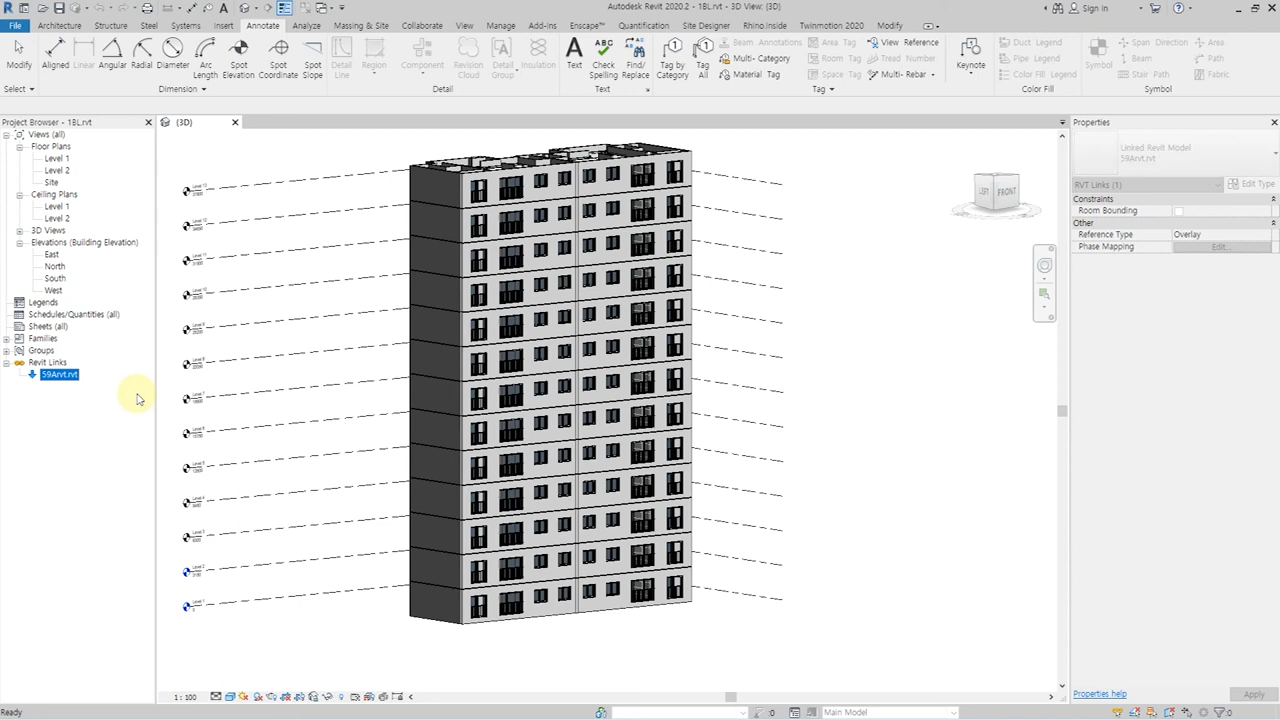 Autodesk Revit 2020.2 - 1BL.rvt - 3D View: {3D}
Sign in
File Architecture Structure Steel Systems Insert Annotate Analyze Massing & Site Collaborate View Manage Add-Ins Enscape™ Quantification Site Designer Rhino.Inside Twinmotion 2020 Modify
Modify Aligned Linear Angular Radial Diameter Arc Length Spot Elevation Spot Coordinate Spot Slope Detail Line Region Component Revision Cloud Detail Group Insulation Text Check Spelling Find/ Replace Tag by Category Tag All
Beam Annotations Area Tag View Reference
Multi- Category Room Tag Tread Number
Material Tag Space Tag Multi- Rebar
Keynote
Duct Legend
Pipe Legend
Color Fill Legend
Symbol
Span Direction Area
Beam Path
Stair Path Fabric
Select Dimension Detail Text Tag Color Fill Symbol
Project Browser - 1BL.rvt
{3D}
Properties
Views (all)
Floor Plans
Level 1
Level 2
Site
Ceiling Plans
Level 1
Level 2
3D Views
Elevations (Building Elevation)
East
North
South
West
Legends
Schedules/Quantities (all)
Sheets (all)
Families
Groups
Revit Links
59Arvt.rvt
LEFT FRONT
Linked Revit Model
59Arvt.rvt
RVT Links (1)
Edit Type
Constraints
Room Bounding
Other
Reference Type Overlay
Phase Mapping Edit...
Properties help
Apply
1 : 100
Ready
:0
Main Model
:0